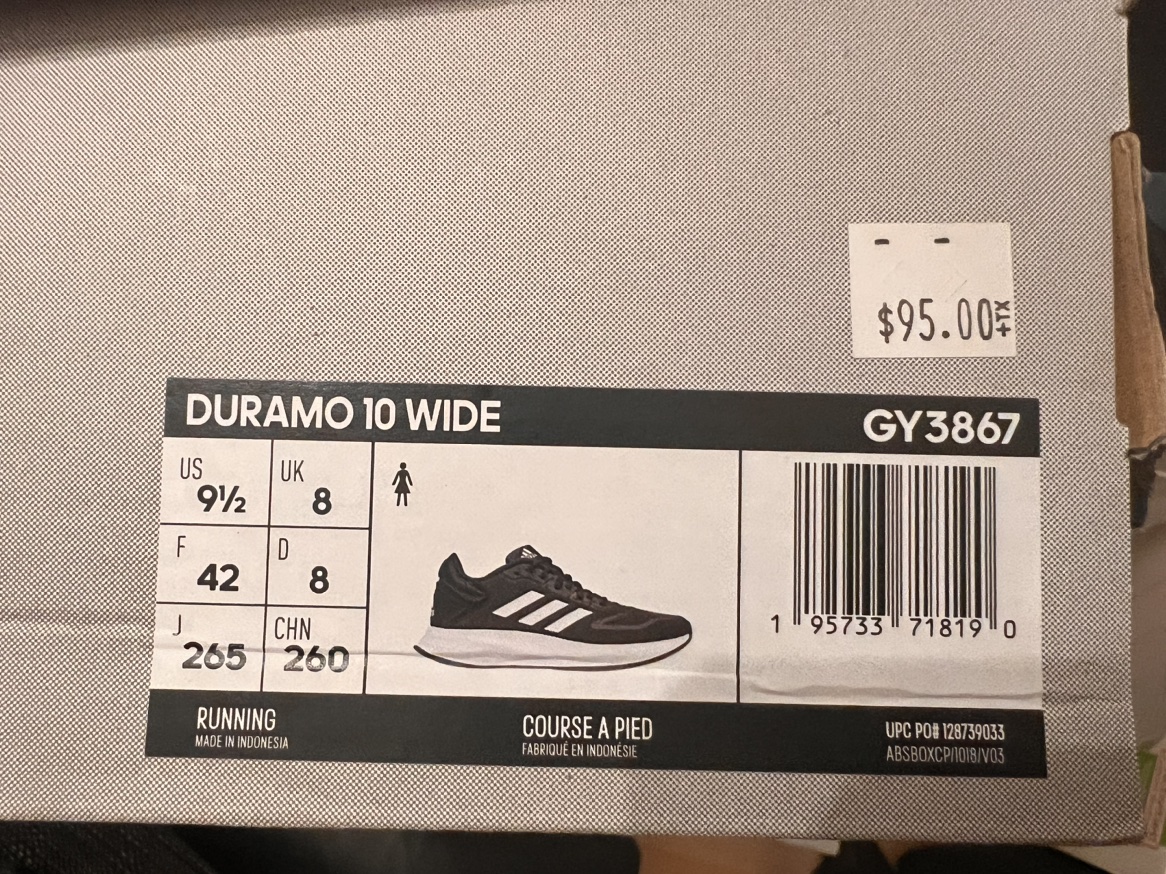 $95.00+TX
DURAMO 10 WIDE
GY3867
US
9½
UK
8
F
42
D
8
J
265
CHN
260
1 95733 71819 0
RUNNING
MADE IN INDONESIA
COURSE A PIED
FABRIQUÉ EN INDONÉSIE
UPC PO# 128739033
ABSBOXCP/1018/V03